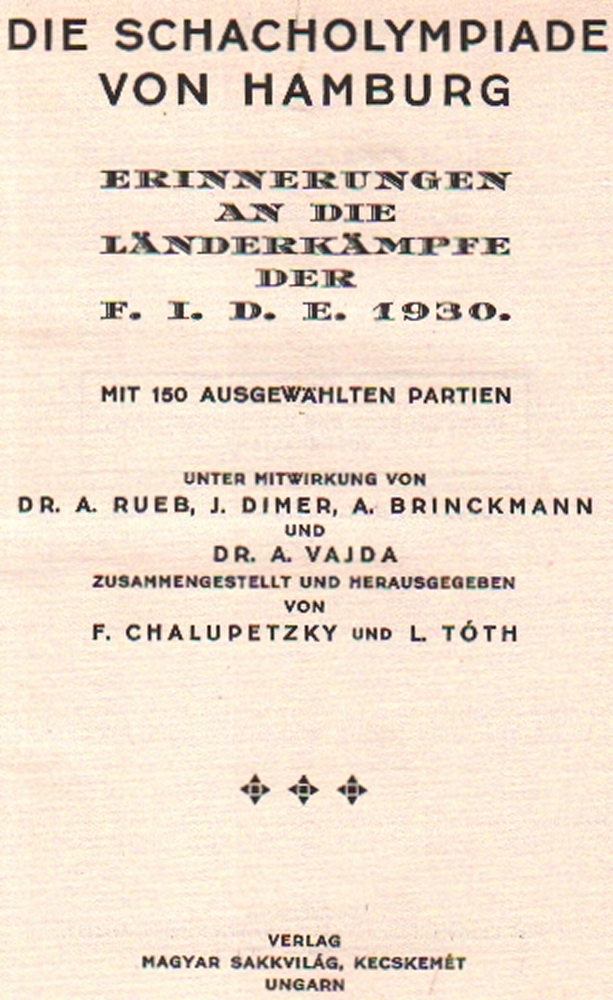 DIE SCHACHOLYMPIADE
VON HAMBURG
ERINNERUNGEN
AN DIE
LÄNDERKÄMPFE
DER
F. I. D. E. 1930.
MIT 150 AUSGEWÄHLTEN PARTIEN
UNTER MITWIRKUNG VON
DR. A. RUEB, J. DIMER, A. BRINCKMANN
UND
DR. A. VAJDA
ZUSAMMENGESTELLT UND HERAUSGEGEBEN
VON
F. CHALUPETZKY UND L. TÓTH
VERLAG
MAGYAR SAKKVILÁG, KECSKEMÉT
UNGARN